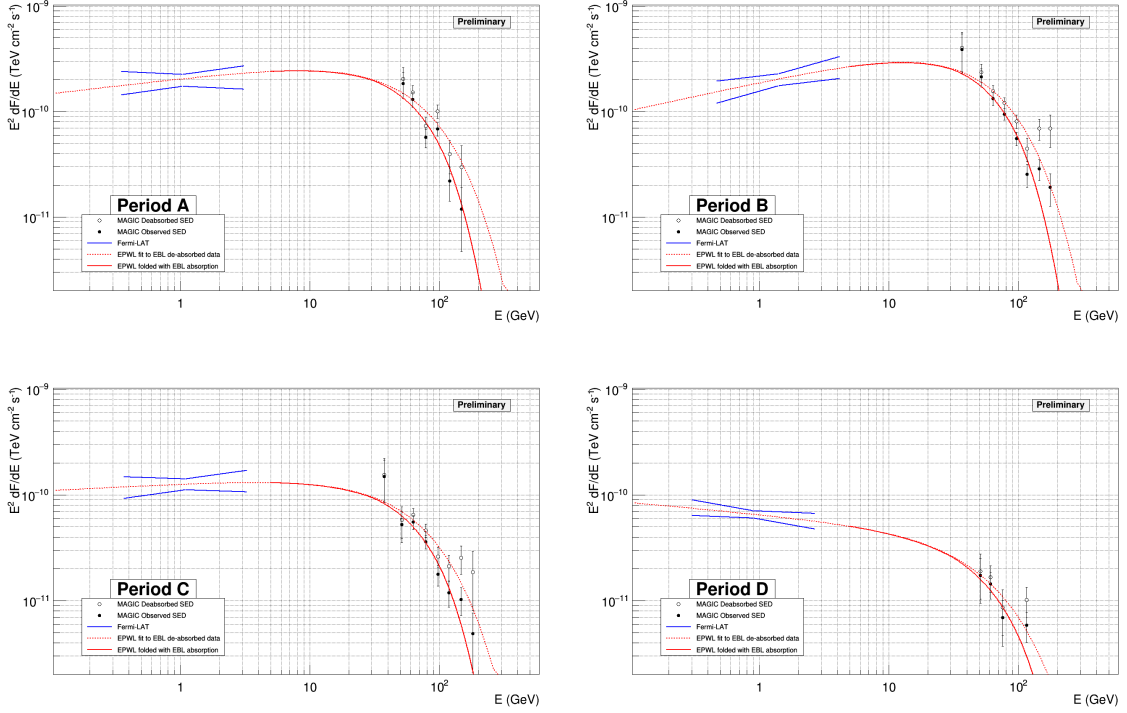 E² dF/dE (TeV cm⁻² s⁻¹)
10⁻⁹
10⁻¹⁰
10⁻¹¹
Preliminary
Period A
MAGIC Deabsorbed SED
MAGIC Observed SED
Fermi-LAT
EPWL fit to EBL de-absorbed data
EPWL folded with EBL absorption
1
10
10²
E (GeV)
E² dF/dE (TeV cm⁻² s⁻¹)
10⁻⁹
10⁻¹⁰
10⁻¹¹
Preliminary
Period B
MAGIC Deabsorbed SED
MAGIC Observed SED
Fermi-LAT
EPWL fit to EBL de-absorbed data
EPWL folded with EBL absorption
1
10
10²
E (GeV)
E² dF/dE (TeV cm⁻² s⁻¹)
10⁻⁹
10⁻¹⁰
10⁻¹¹
Preliminary
Period C
MAGIC Deabsorbed SED
MAGIC Observed SED
Fermi-LAT
EPWL fit to EBL de-absorbed data
EPWL folded with EBL absorption
1
10
10²
E (GeV)
E² dF/dE (TeV cm⁻² s⁻¹)
10⁻⁹
10⁻¹⁰
10⁻¹¹
Preliminary
Period D
MAGIC Deabsorbed SED
MAGIC Observed SED
Fermi-LAT
EPWL fit to EBL de-absorbed data
EPWL folded with EBL absorption
1
10
10²
E (GeV)